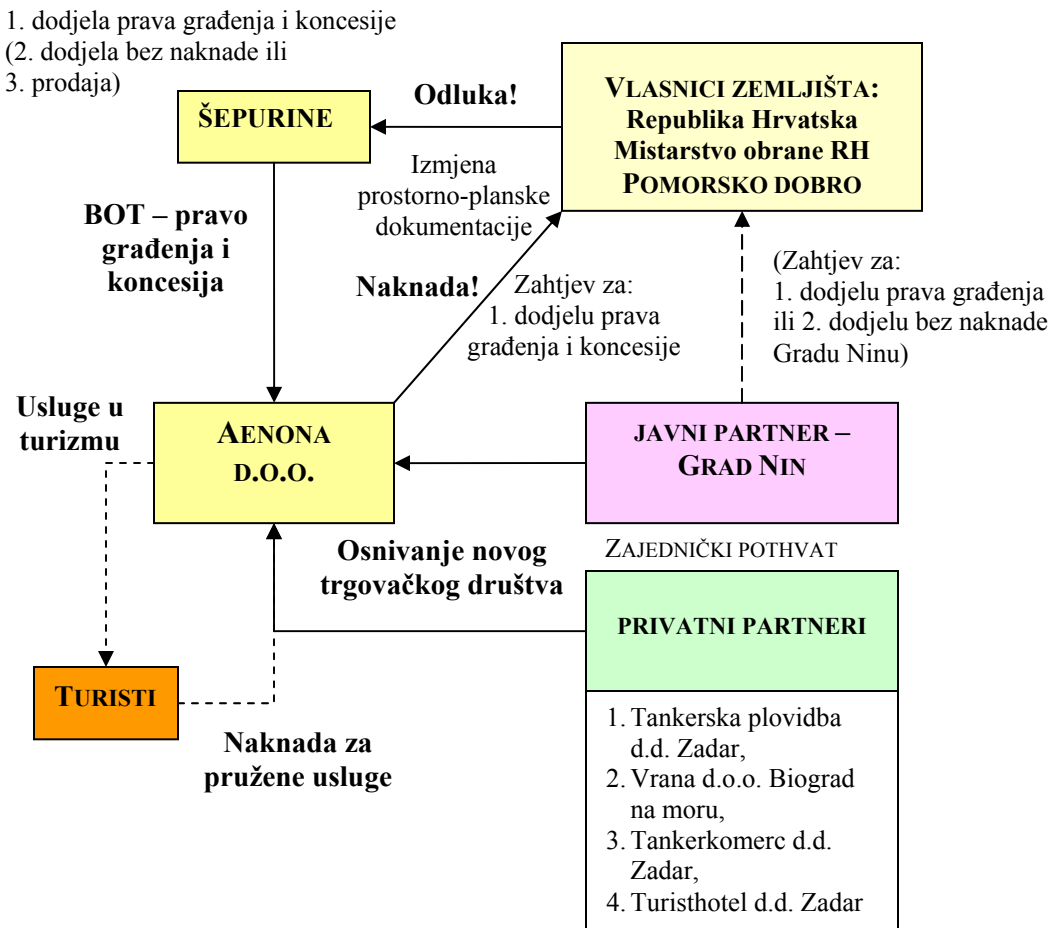 1. dodjela prava građenja i koncesije
(2. dodjela bez naknade ili
3. prodaja)
ŠEPURINE
Odluka!
VLASNICI ZEMLJIŠTA:
Republika Hrvatska
Mistarstvo obrane RH
POMORSKO DOBRO
Izmjena
prostorno-planske
dokumentacije
BOT – pravo
građenja i
koncesija
Naknada!
Zahtjev za:
1. dodjelu prava
građenja i koncesije
(Zahtjev za:
1. dodjelu prava građenja
ili 2. dodjelu bez naknade
Gradu Ninu)
Usluge u
turizmu
AENONA
D.O.O.
JAVNI PARTNER –
GRAD NIN
Osnivanje novog
trgovačkog društva
ZAJEDNIČKI POTHVAT
PRIVATNI PARTNERI
TURISTI
Naknada za
pružene usluge
1. Tankerska plovidba
d.d. Zadar,
2. Vrana d.o.o. Biograd
na moru,
3. Tankerkomerc d.d.
Zadar,
4. Turisthotel d.d. Zadar